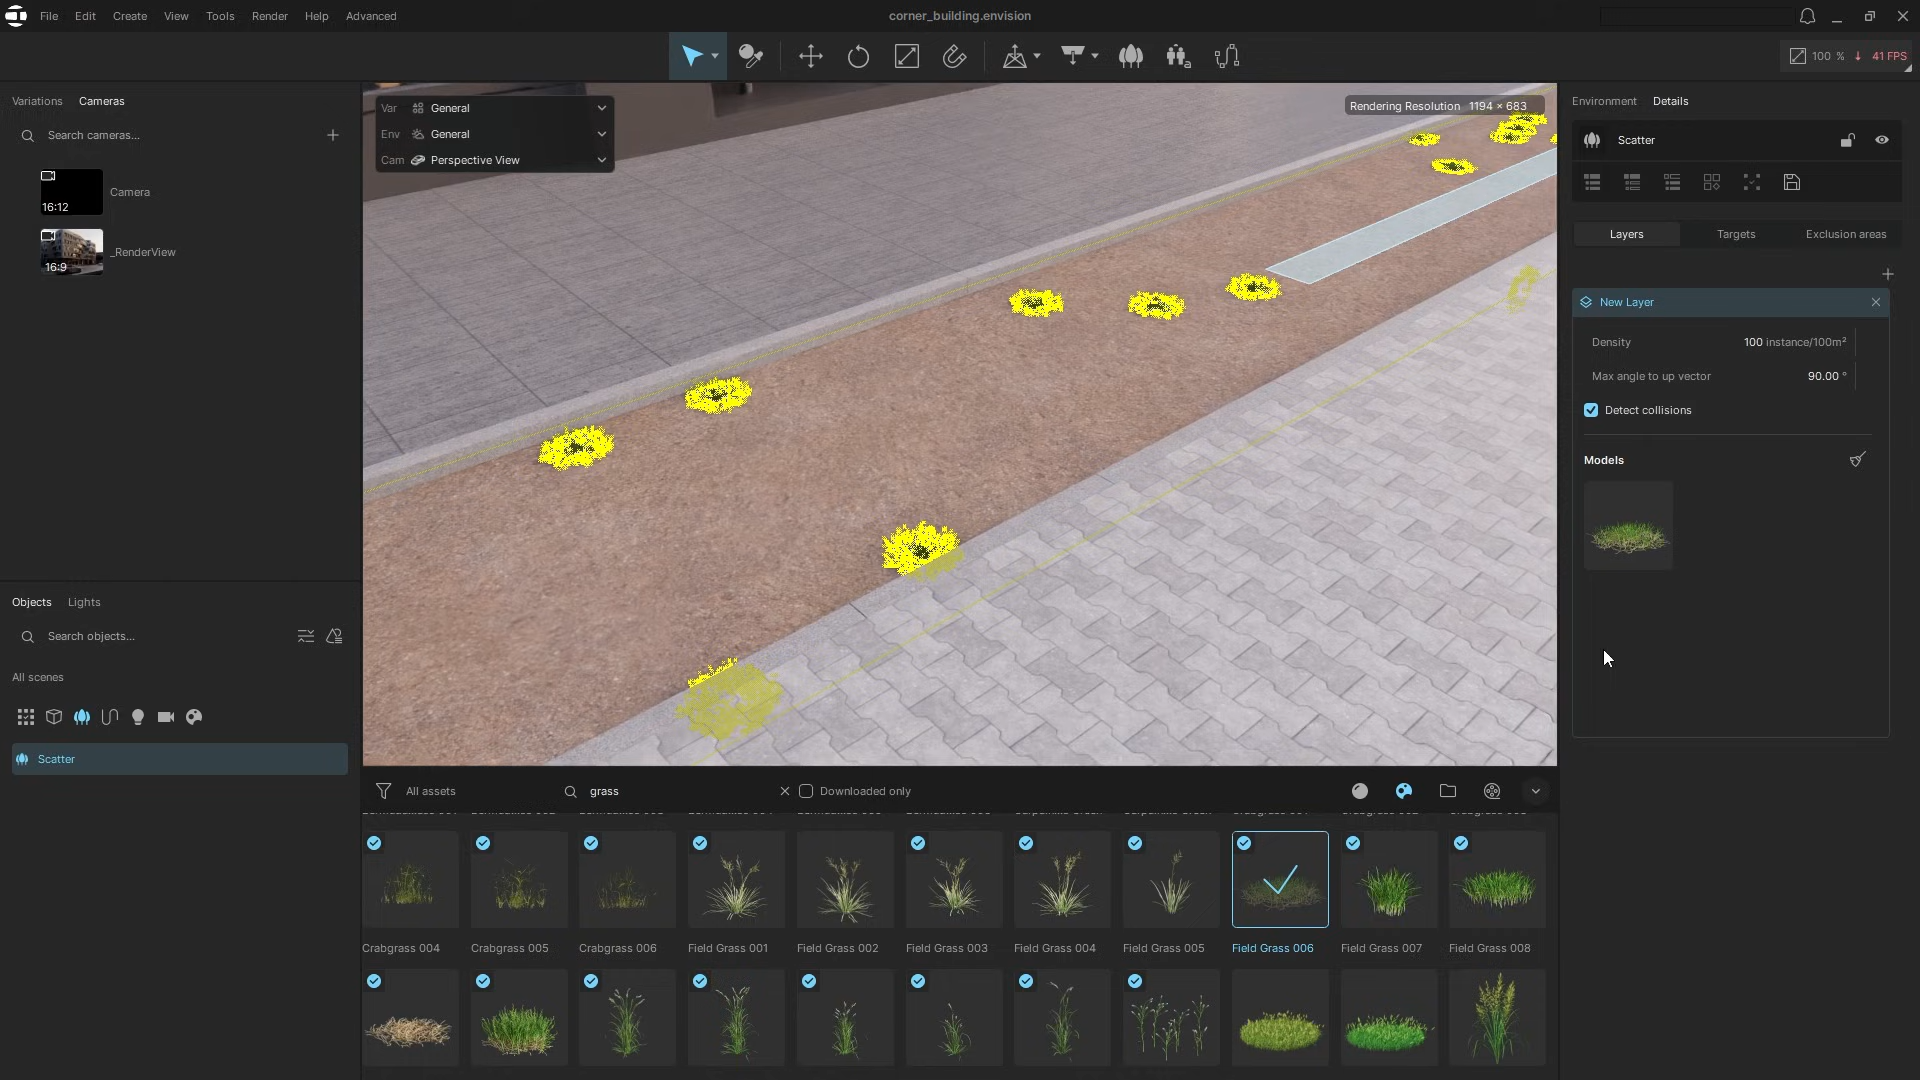 File Edit Create View Tools Render Help Advanced
corner_building.envision
100 % ↓ 41 FPS
Variations Cameras
Search cameras...
16:12
Camera
16:9
_RenderView
Var General
Env General
Cam Perspective View
Rendering Resolution 1194 × 683
Environment Details
Scatter
Layers Targets Exclusion areas
New Layer
Density 100 instance/100m²
Max angle to up vector 90.00 °
Detect collisions
Models
Objects Lights
Search objects...
All scenes
Scatter
All assets grass Downloaded only
Crabgrass 004 Crabgrass 005 Crabgrass 006 Field Grass 001 Field Grass 002 Field Grass 003 Field Grass 004 Field Grass 005 Field Grass 006 Field Grass 007 Field Grass 008